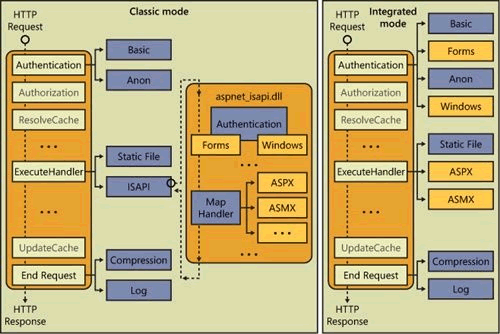 Classic mode
HTTP
Request
Authentication
Authorization
ResolveCache
...
ExecuteHandler
...
UpdateCache
End Request
HTTP
Response
Basic
Anon
Static File
ISAPI
Compression
Log
aspnet_isapi.dll
Authentication
Forms
Windows
...
Map
Handler
ASPX
ASMX
...
...
Integrated
mode
HTTP
Request
Authentication
Authorization
ResolveCache
...
ExecuteHandler
...
UpdateCache
End Request
HTTP
Response
Basic
Forms
Anon
Windows
Static File
ASPX
ASMX
Compression
Log